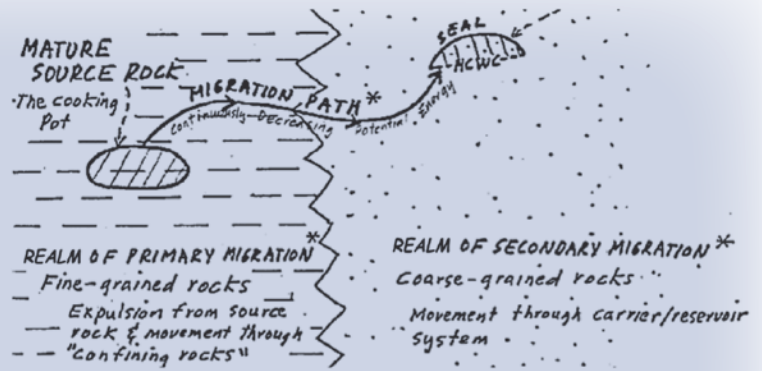 MATURE
SOURCE ROCK
The cooking
Pot
MIGRATION PATH*
Continuously Decreasing Potential Energy
SEAL
HCWC
REALM OF PRIMARY MIGRATION*
Fine-grained rocks
Expulsion from source
rock & movement through
"Confining rocks"
REALM OF SECONDARY MIGRATION*
Coarse-grained rocks
Movement through carrier/reservoir
system